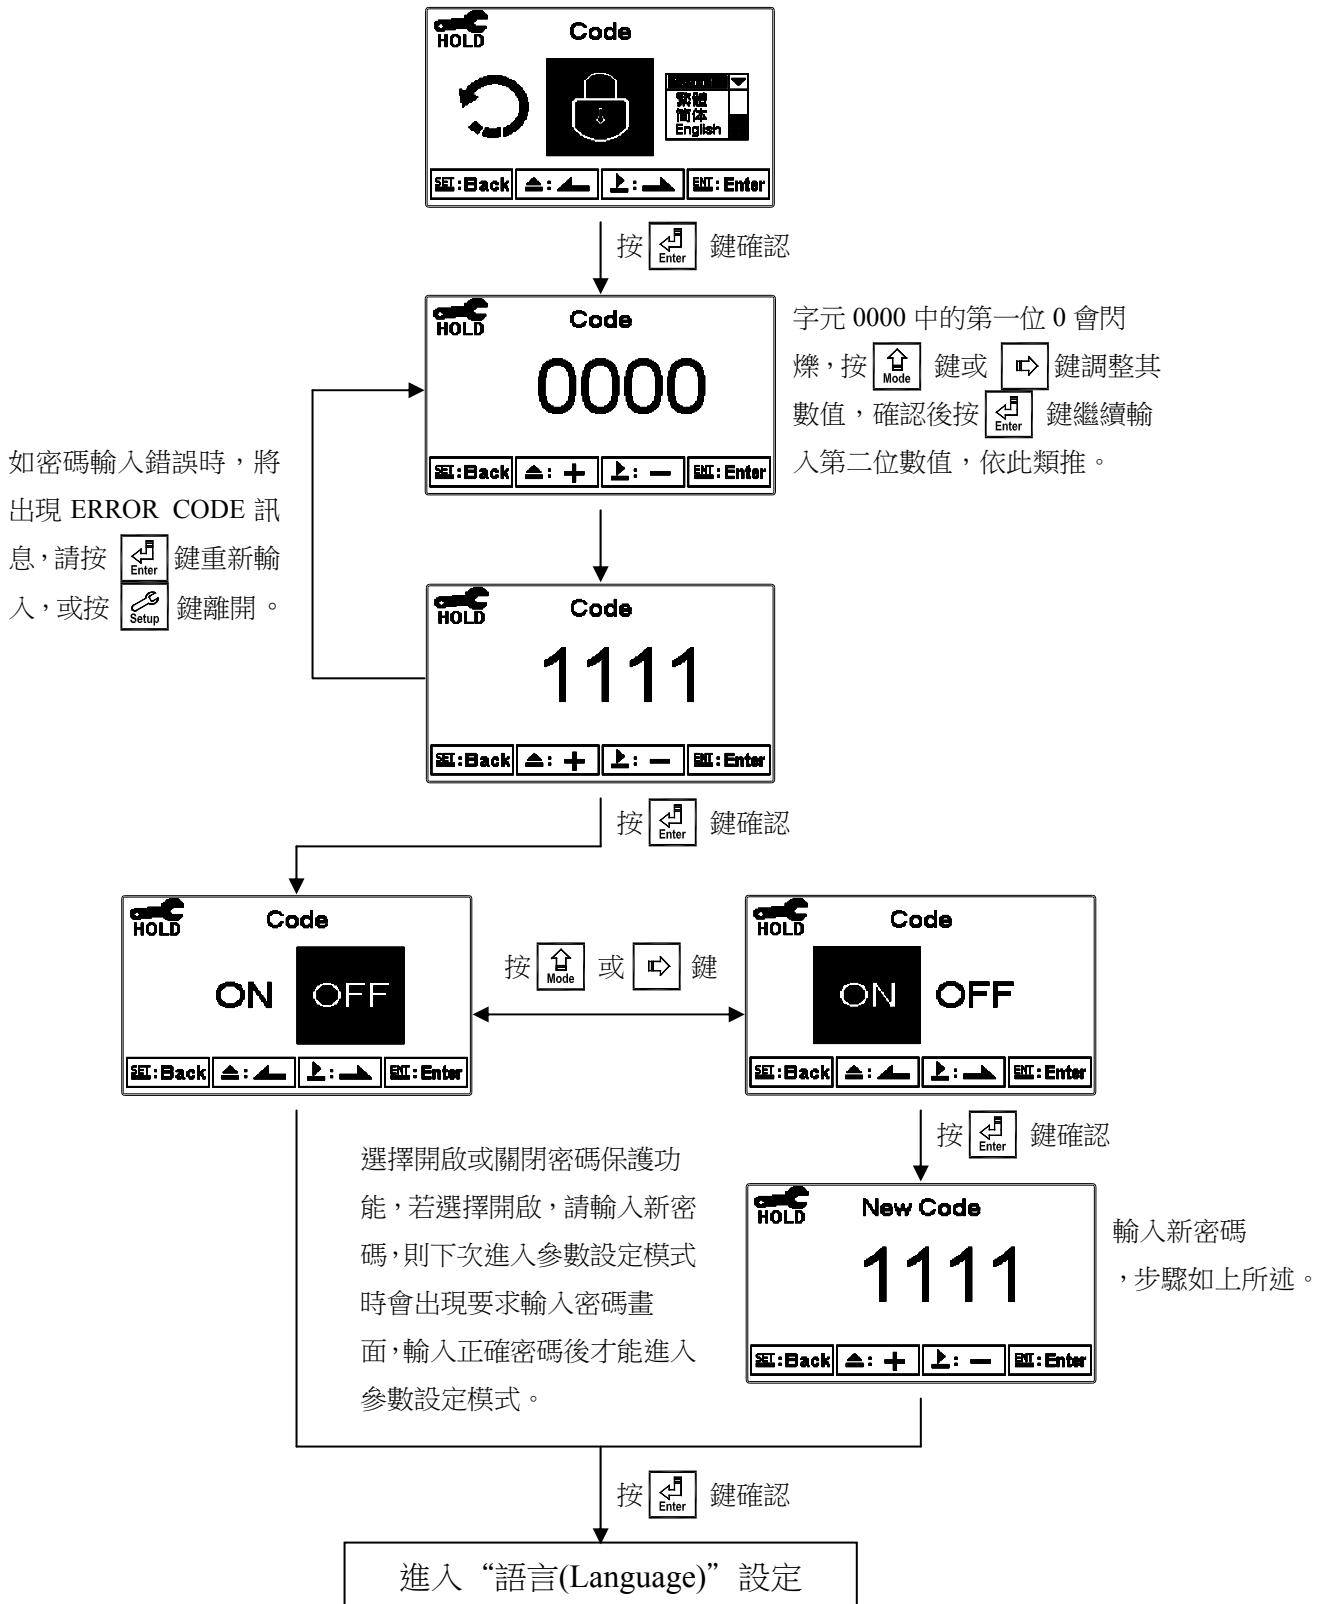 HOLD
Code
繁體
简体
English
SET:Back ▲: ENT:Enter
按 Enter 鍵確認
HOLD
Code
0000
SET:Back ▲: + : − ENT:Enter
字元 0000 中的第一位 0 會閃
爍，按 Mode 鍵或 ⇨ 鍵調整其
數值，確認後按 Enter 鍵繼續輸
入第二位數值，依此類推。
如密碼輸入錯誤時，將
出現 ERROR CODE 訊
息，請按 Enter 鍵重新輸
入，或按 Setup 鍵離開。
HOLD
Code
1111
SET:Back ▲: + : − ENT:Enter
按 Enter 鍵確認
HOLD
Code
ON OFF
SET:Back ▲: ENT:Enter
按 Mode 或 ⇨ 鍵
HOLD
Code
ON OFF
SET:Back ▲: ENT:Enter
按 Enter 鍵確認
選擇開啟或關閉密碼保護功
能，若選擇開啟，請輸入新密
碼，則下次進入參數設定模式
時會出現要求輸入密碼畫
面，輸入正確密碼後才能進入
參數設定模式。
HOLD
New Code
1111
SET:Back ▲: + : − ENT:Enter
輸入新密碼
，步驟如上所述。
按 Enter 鍵確認
進入“語言(Language)”設定